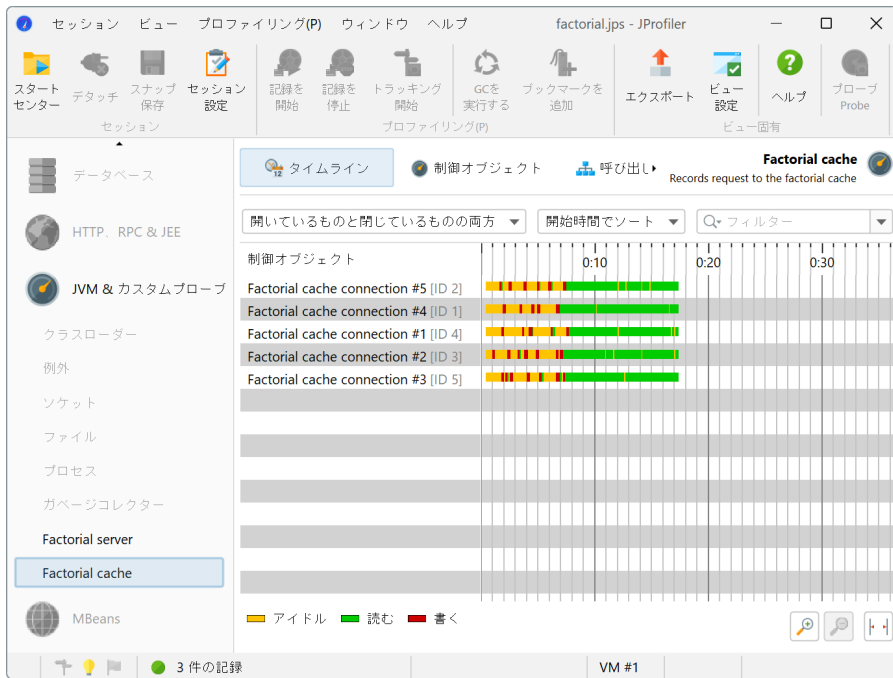 セッション ビュー プロファイリング(P) ウィンドウ ヘルプ factorial.jps - JProfiler
スタート
センター
デタッチ
スナップ
保存
セッション
設定
セッション
記録を
開始
記録を
停止
トラッキング
開始
GCを
実行する
ブックマークを
追加
プロファイリング(P)
エクスポート
ビュー
設定
ヘルプ
ビュー固有
プローブ
Probe
データベース
HTTP、RPC & JEE
JVM & カスタムプローブ
クラスローダー
例外
ソケット
ファイル
プロセス
ガベージコレクター
Factorial server
Factorial cache
MBeans
タイムライン
制御オブジェクト
呼び出し
Factorial cache
Records request to the factorial cache
開いているものと閉じているものの両方
開始時間でソート
フィルター
制御オブジェクト
0:10 0:20 0:30
Factorial cache connection #5 [ID 2]
Factorial cache connection #4 [ID 1]
Factorial cache connection #1 [ID 4]
Factorial cache connection #2 [ID 3]
Factorial cache connection #3 [ID 5]
アイドル 読む 書く
3 件の記録
VM #1